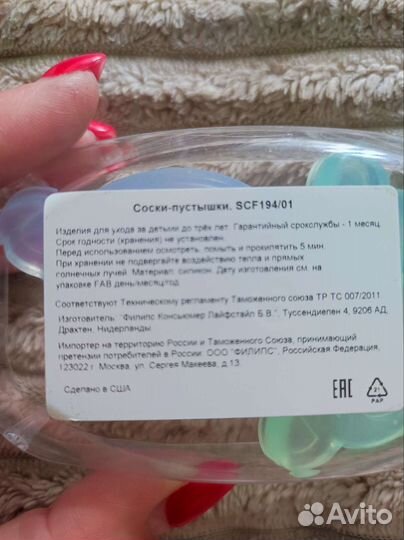 Соски-пустышки. SCF194/01
Изделия для ухода за детьми до трёх лет. Гарантийный срокслужбы - 1 месяц.
Срок годности (хранения) не установлен.
Перед использованием осмотреть, помыть и прокипятить 5 мин.
При хранении не подвергайте воздействию тепла и прямых
солнечных лучей. Материал: силикон. Дату изготовления см. на
упаковке ГАВ день/месяц/год
Соответствуют Техническому регламенту Таможенного союза ТР ТС 007/2011.
Изготовитель: "Филипс Консьюмер Лайфстайл Б.В.", Туссендиепен 4, 9206 АД,
Драхтен, Нидерланды.
Импортер на территорию России и Таможенного Союза, принимающий
претензии потребителей в России: ООО "ФИЛИПС", Российская Федерация,
123022 г. Москва, ул. Сергея Макеева, д.13.
Сделано в США
EAC
21
PAP
Avito